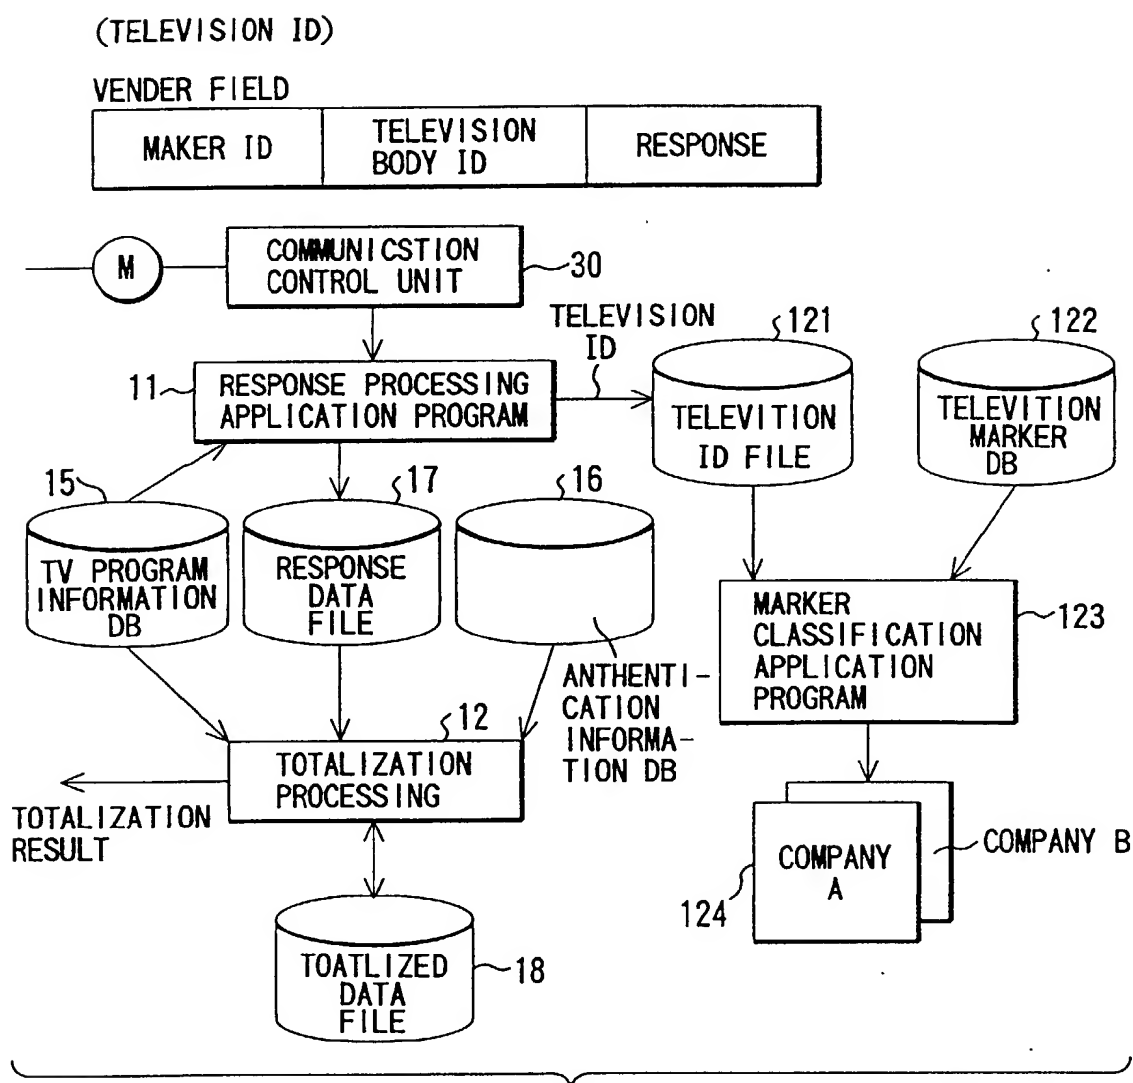 (TELEVISION ID)
VENDER FIELD
MAKER ID
TELEVISION
BODY ID
RESPONSE
M
COMMUNICSTION
CONTROL UNIT
30
TELEVISION
ID
121
122
11
RESPONSE PROCESSING
APPLICATION PROGRAM
TELEVITION
ID FILE
TELEVITION
MARKER
DB
15
17
16
TV PROGRAM
INFORMATION
DB
RESPONSE
DATA
FILE
ANTHENTI-
CATION
INFORMA-
TION DB
MARKER
CLASSIFICATION
APPLICATION
PROGRAM
123
12
TOTALIZATION
PROCESSING
TOTALIZATION
RESULT
COMPANY
A
COMPANY B
124
TOATLIZED
DATA
FILE
18